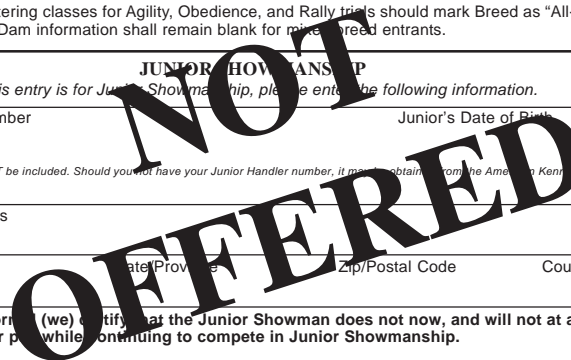 tering classes for Agility, Obedience, and Rally trials should mark Breed as “All-
Dam information shall remain blank for mixed breed entrants.
JUNIOR SHOWMANSHIP
is entry is for Junior Showmanship, please enter the following information.
mber Junior’s Date of Birth
T be included. Should you not have your Junior Handler number, it may be obtained from the American Kenn
s
State/Province Zip/Postal Code Cou
(we) certify that the Junior Showman does not now, and will not at a
while continuing to compete in Junior Showmanship.
NOT
OFFERED